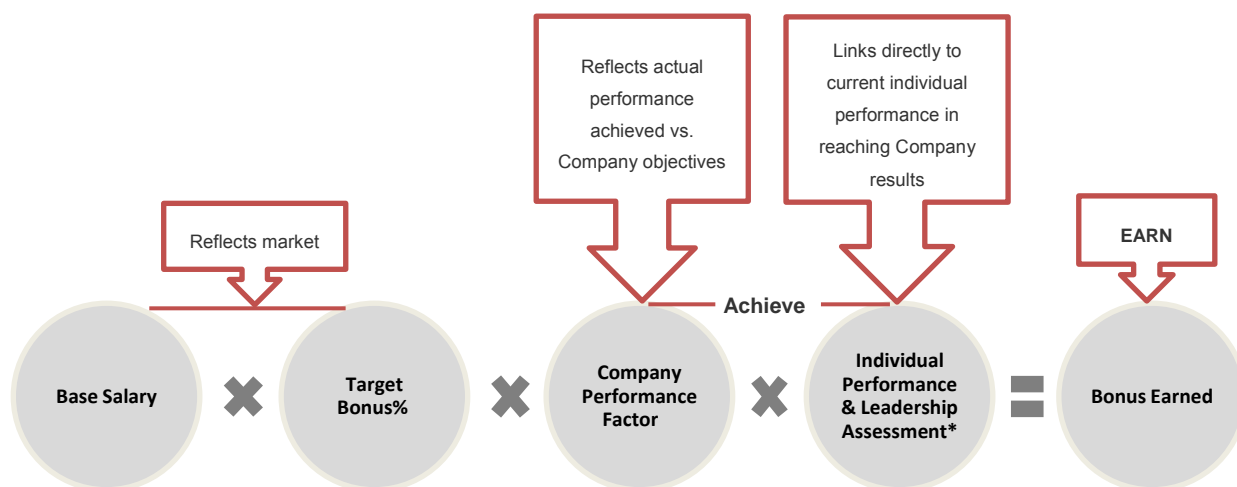 Reflects actual
performance
achieved vs.
Company objectives
Links directly to
current individual
performance in
reaching Company
results
Reflects market
EARN
Achieve
Base Salary
Target
Bonus%
Company
Performance
Factor
Individual
Performance
& Leadership
Assessment*
Bonus Earned